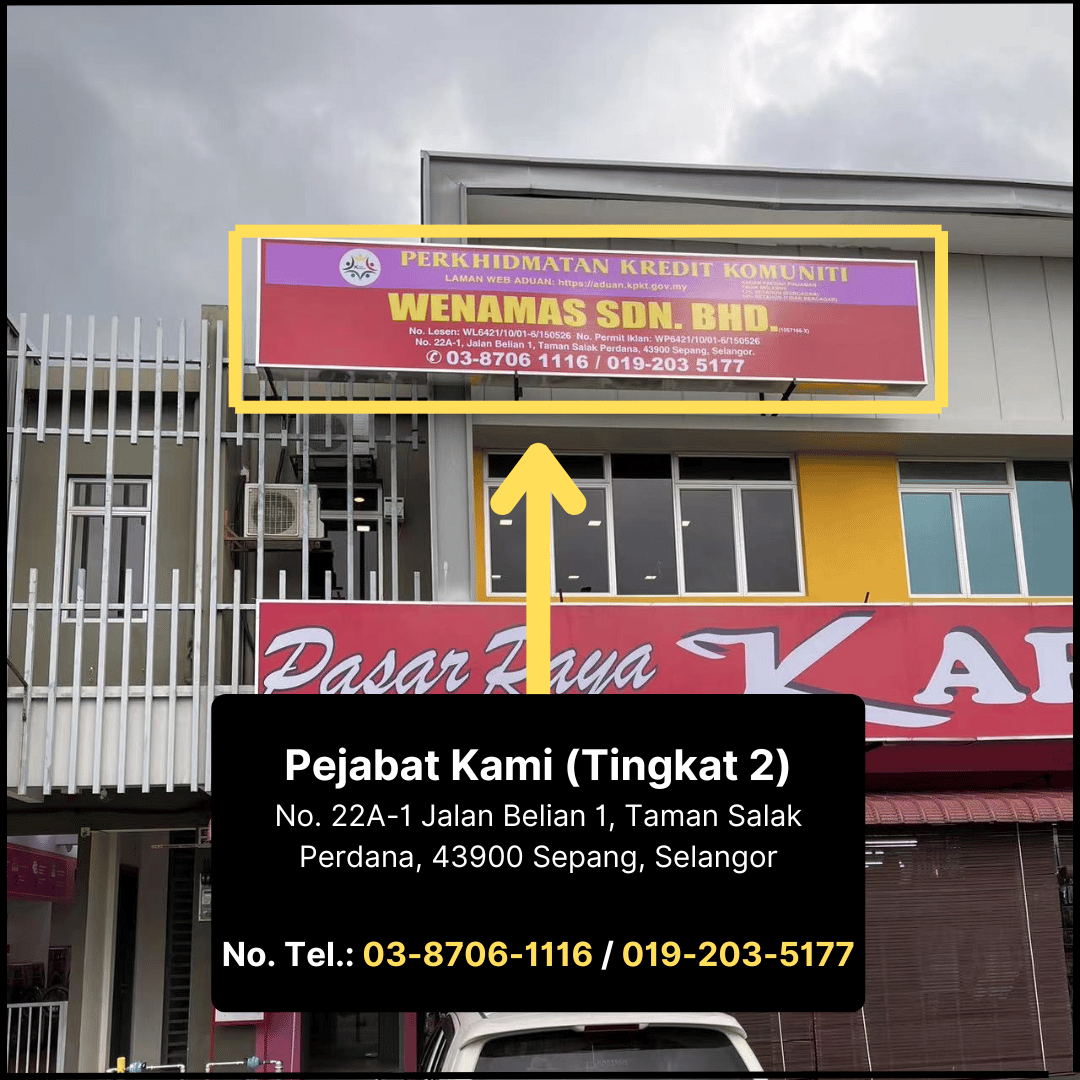 PERKHIDMATAN KREDIT KOMUNITI
LAMAN WEB ADUAN: https://aduan.kpkt.gov.my
WENAMAS SDN. BHD.
No. Lesen: WL6421/10/01-6/150526 No. Permit Iklan: WP6421/10/01-6/150526
No. 22A-1, Jalan Belian 1, Taman Salak Perdana, 43900 Sepang, Selangor.
03-8706 1116 / 019-203 5177
Pasar Raya KA
Pejabat Kami (Tingkat 2)
No. 22A-1 Jalan Belian 1, Taman Salak
Perdana, 43900 Sepang, Selangor
No. Tel.: 03-8706-1116 / 019-203-5177